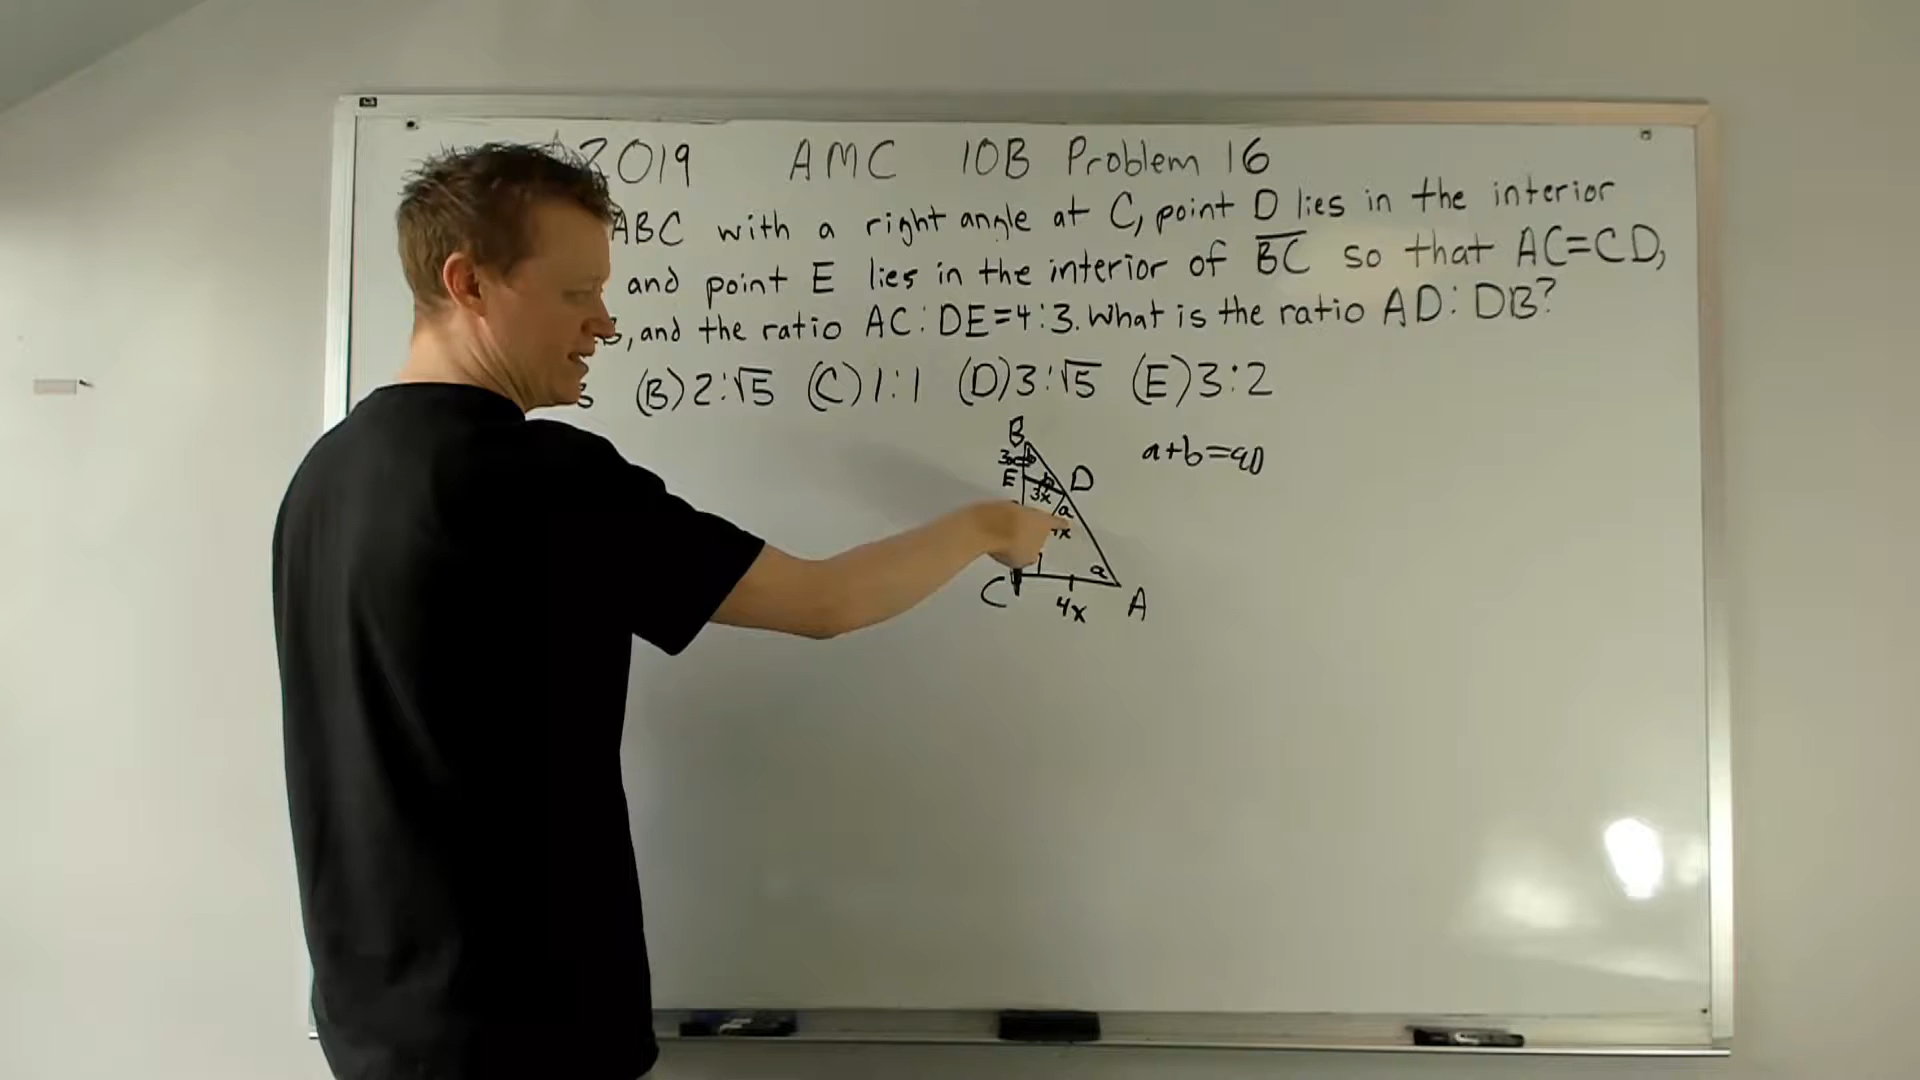 2019 AMC 10B Problem 16
ABC with a right angle at C, point D lies in the interior
and point E lies in the interior of BC so that AC=CD,
, and the ratio AC:DE=4:3. What is the ratio AD:DB?
(B) 2:√5 (C) 1:1 (D) 3:√5 (E) 3:2
B
a+b=90
E
D
3x
a
a
C
4x
A